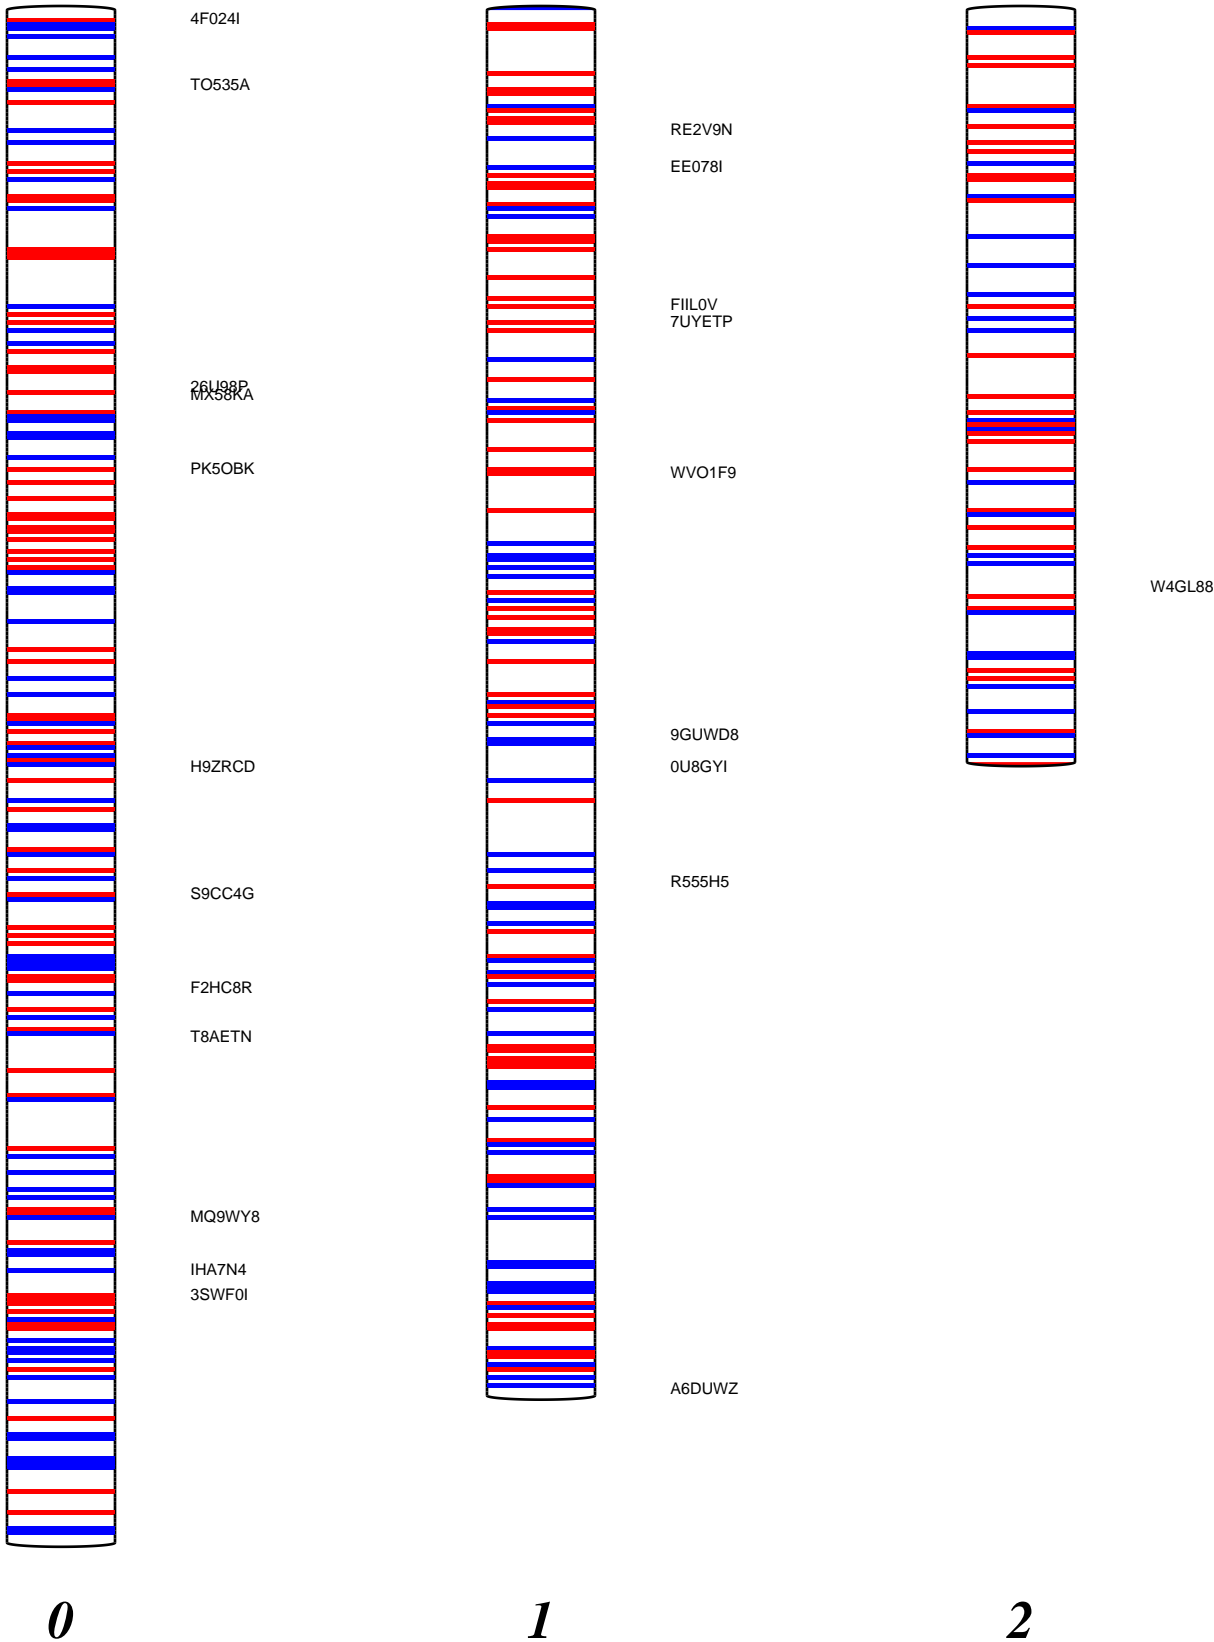 4F024I
TO535A
26U98P
MX58KA
PK5OBK
H9ZRCD
S9CC4G
F2HC8R
T8AETN
MQ9WY8
IHA7N4
3SWF0I
RE2V9N
EE078I
FIIL0V
7UYETP
WVO1F9
9GUWD8
0U8GYI
R555H5
A6DUWZ
W4GL88
0
1
2